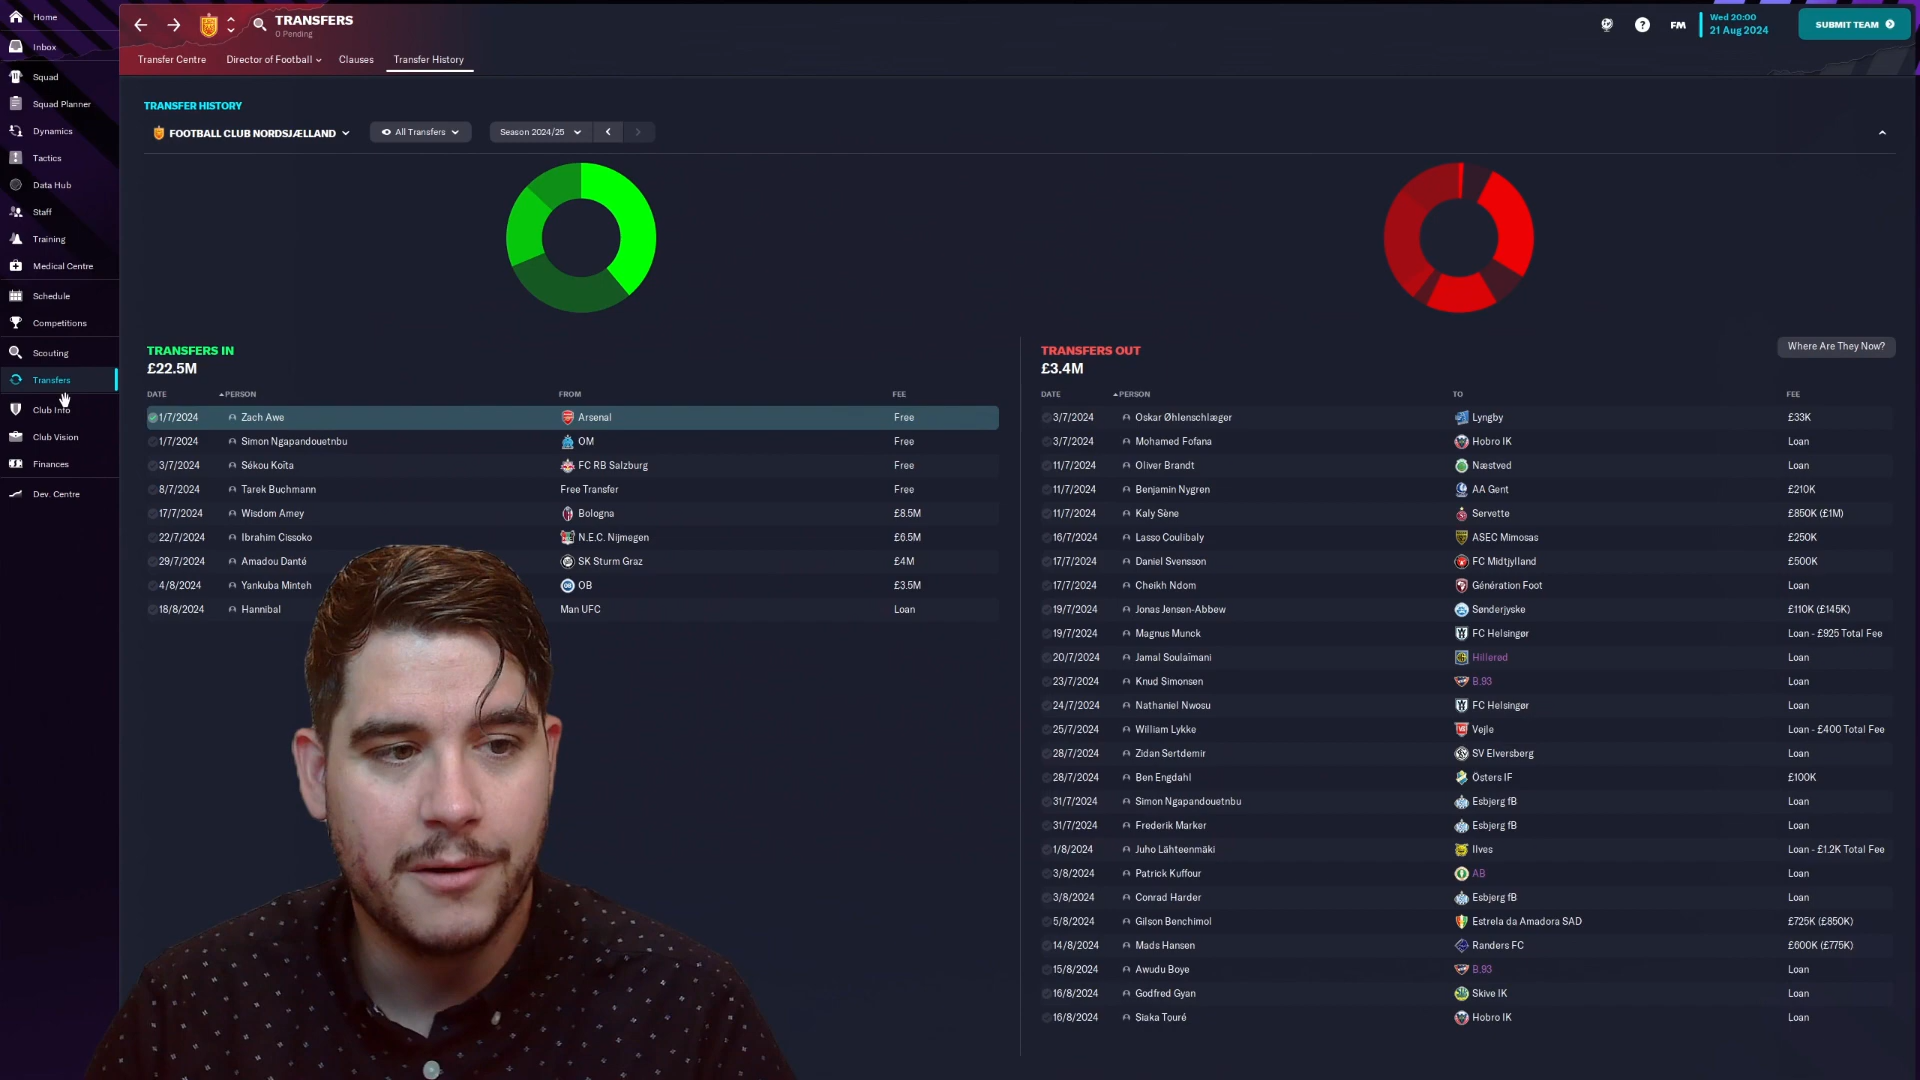 Home
Inbox
Squad
Squad Planner
Dynamics
Tactics
Data Hub
Staff
Training
Medical Centre
Schedule
Competitions
Scouting
Transfers
Club Info
Club Vision
Finances
Dev. Centre
TRANSFERS
0 Pending
FM
Wed 20:00
21 Aug 2024
SUBMIT TEAM
Transfer Centre Director of Football Clauses Transfer History
TRANSFER HISTORY
FOOTBALL CLUB NORDSJÆLLAND All Transfers Season 2024/25
TRANSFERS IN
£22.5M
DATE PERSON FROM FEE
1/7/2024 Zach Awe Arsenal Free
1/7/2024 Simon Ngapandouetnbu OM Free
3/7/2024 Sékou Koïta FC RB Salzburg Free
8/7/2024 Tarek Buchmann Free Transfer Free
17/7/2024 Wisdom Amey Bologna £8.5M
22/7/2024 Ibrahim Cissoko N.E.C. Nijmegen £6.5M
29/7/2024 Amadou Danté SK Sturm Graz £4M
4/8/2024 Yankuba Minteh OB £3.5M
18/8/2024 Hannibal Man UFC Loan
TRANSFERS OUT
£3.4M
Where Are They Now?
DATE PERSON TO FEE
3/7/2024 Oskar Øhlenschlæger Lyngby £33K
3/7/2024 Mohamed Fofana Hobro IK Loan
11/7/2024 Oliver Brandt Næstved Loan
11/7/2024 Benjamin Nygren AA Gent £210K
11/7/2024 Kaly Sène Servette £850K (£1M)
16/7/2024 Lasso Coulibaly ASEC Mimosas £250K
17/7/2024 Daniel Svensson FC Midtjylland £500K
17/7/2024 Cheikh Ndom Génération Foot Loan
19/7/2024 Jonas Jensen-Abbew Sønderjyske £110K (£145K)
19/7/2024 Magnus Munck FC Helsingør Loan - £925 Total Fee
20/7/2024 Jamal Soulaïmani Hillerød Loan
23/7/2024 Knud Simonsen B.93 Loan
24/7/2024 Nathaniel Nwosu FC Helsingør Loan
25/7/2024 William Lykke Vejle Loan - £400 Total Fee
28/7/2024 Zidan Sertdemir SV Elversberg Loan
28/7/2024 Ben Engdahl Östers IF £100K
31/7/2024 Simon Ngapandouetnbu Esbjerg fB Loan
31/7/2024 Frederik Marker Esbjerg fB Loan
1/8/2024 Juho Lähteenmäki Ilves Loan - £1.2K Total Fee
3/8/2024 Patrick Kuffour AB Loan
3/8/2024 Conrad Harder Esbjerg fB Loan
5/8/2024 Gilson Benchimol Estrela da Amadora SAD £725K (£850K)
14/8/2024 Mads Hansen Randers FC £600K (£775K)
15/8/2024 Awudu Boye B.93 Loan
16/8/2024 Godfred Gyan Skive IK Loan
16/8/2024 Siaka Touré Hobro IK Loan